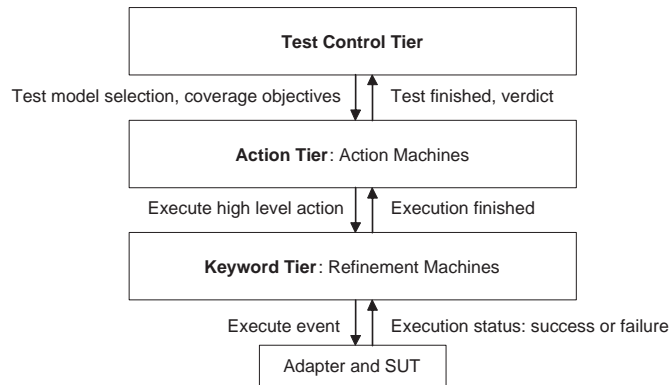 Test Control Tier
Test model selection, coverage objectives
Test finished, verdict
Action Tier: Action Machines
Execute high level action
Execution finished
Keyword Tier: Refinement Machines
Execute event
Execution status: success or failure
Adapter and SUT